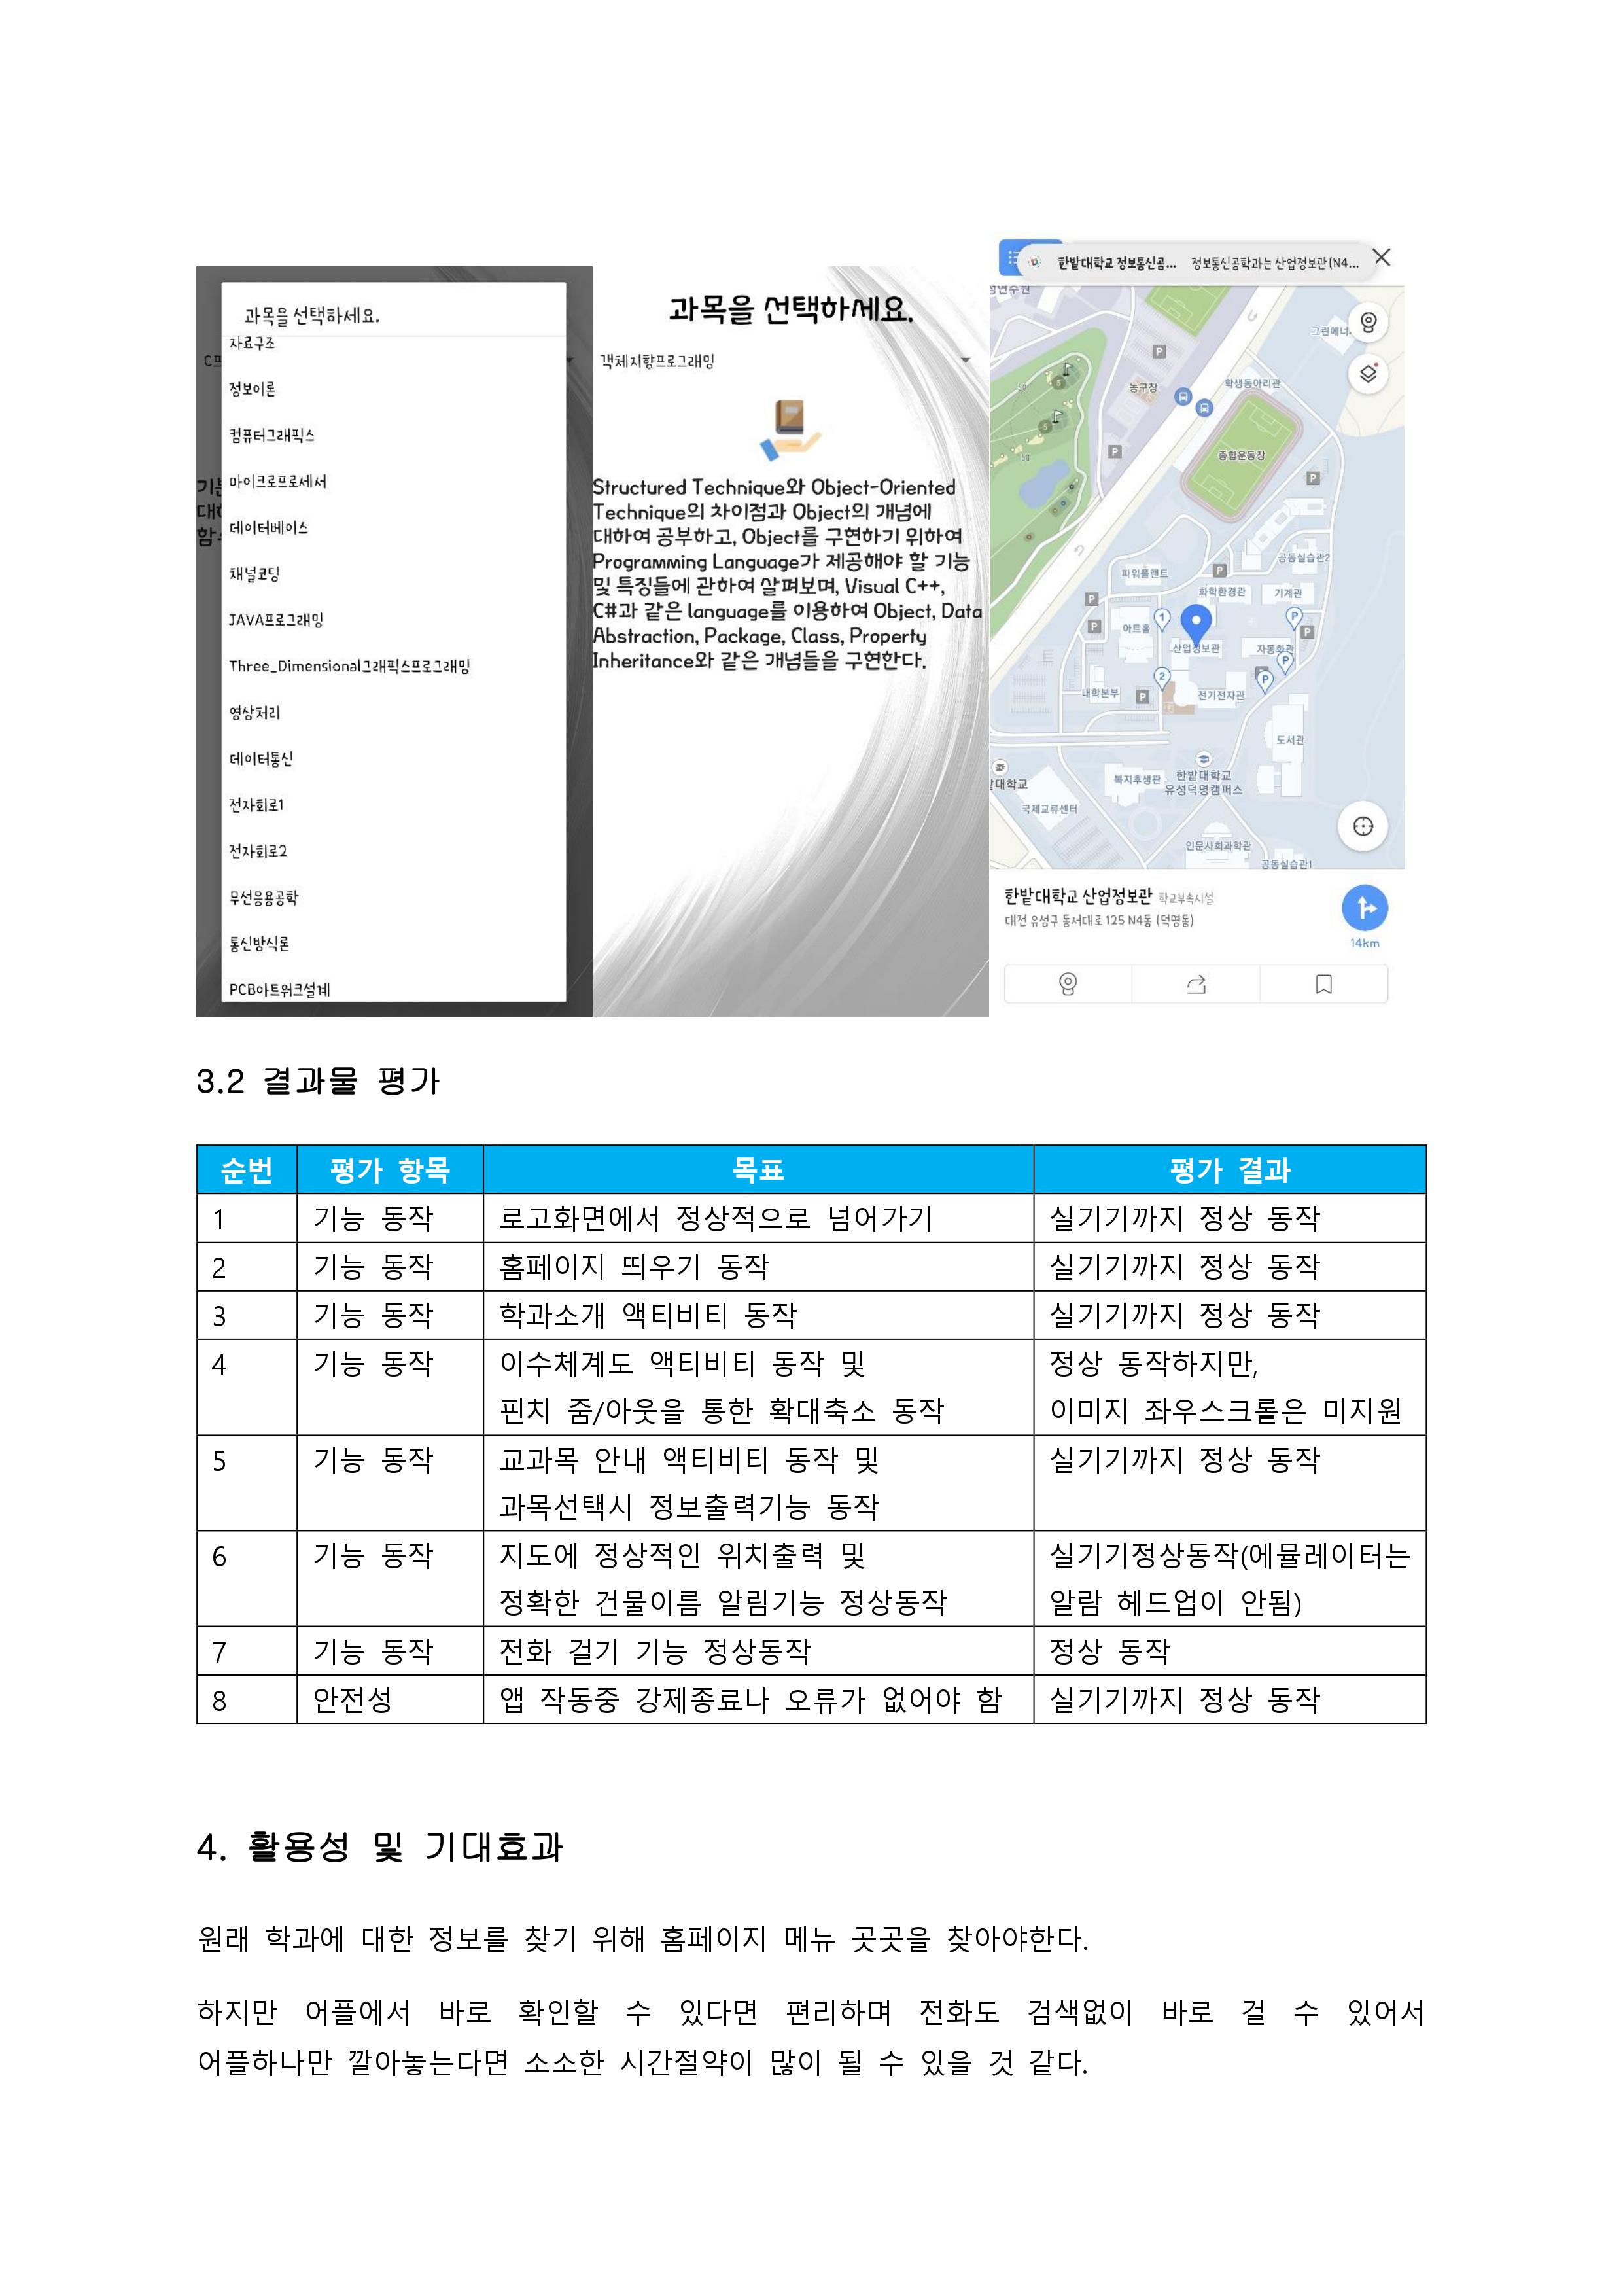 과목을 선택하세요.
자료구조
C프
정보이론
컴퓨터그래픽스
마이크로프로세서
데이터베이스
채널코딩
JAVA프로그래밍
Three_Dimensional그래픽스프로그래밍
영상처리
데이터통신
전자회로1
전자회로2
무선응용공학
통신방식론
PCB아트워크설계
과목을 선택하세요.
객체지향프로그래밍
Structured Technique와 Object-Oriented
Technique의 차이점과 Object의 개념에
대하여 공부하고, Object를 구현하기 위하여
Programming Language가 제공해야 할 기능
및 특징들에 관하여 살펴보며, Visual C++,
C#과 같은 language를 이용하여 Object, Data
Abstraction, Package, Class, Property
Inheritance와 같은 개념들을 구현한다.
한밭대학교 정보통신공... 정보통신공학과는 산업정보관(N4...
성연수원
그린에너
농구장
학생동아리관
종합운동장
공동실습관2
파워플랜트
화학환경관
기계관
아트홀
1
산업정보관
자동화관
2
대학본부
전기전자관
도서관
복지후생관
한밭대학교
유성덕명캠퍼스
밭대학교
국제교류센터
인문사회과학관
공동실습관1
한밭대학교 산업정보관 학교부속시설
대전 유성구 동서대로 125 N4동 (덕명동)
14km
3.2 결과물 평가
순번 평가 항목 목표 평가 결과
1 기능 동작 로고화면에서 정상적으로 넘어가기 실기기까지 정상 동작
2 기능 동작 홈페이지 띄우기 동작 실기기까지 정상 동작
3 기능 동작 학과소개 액티비티 동작 실기기까지 정상 동작
4 기능 동작 이수체계도 액티비티 동작 및 정상 동작하지만,
핀치 줌/아웃을 통한 확대축소 동작 이미지 좌우스크롤은 미지원
5 기능 동작 교과목 안내 액티비티 동작 및 실기기까지 정상 동작
과목선택시 정보출력기능 동작
6 기능 동작 지도에 정상적인 위치출력 및 실기기정상동작(에뮬레이터는
정확한 건물이름 알림기능 정상동작 알람 헤드업이 안됨)
7 기능 동작 전화 걸기 기능 정상동작 정상 동작
8 안전성 앱 작동중 강제종료나 오류가 없어야 함 실기기까지 정상 동작
4. 활용성 및 기대효과
원래 학과에 대한 정보를 찾기 위해 홈페이지 메뉴 곳곳을 찾아야한다.
하지만 어플에서 바로 확인할 수 있다면 편리하며 전화도 검색없이 바로 걸 수 있어서
어플하나만 깔아놓는다면 소소한 시간절약이 많이 될 수 있을 것 같다.